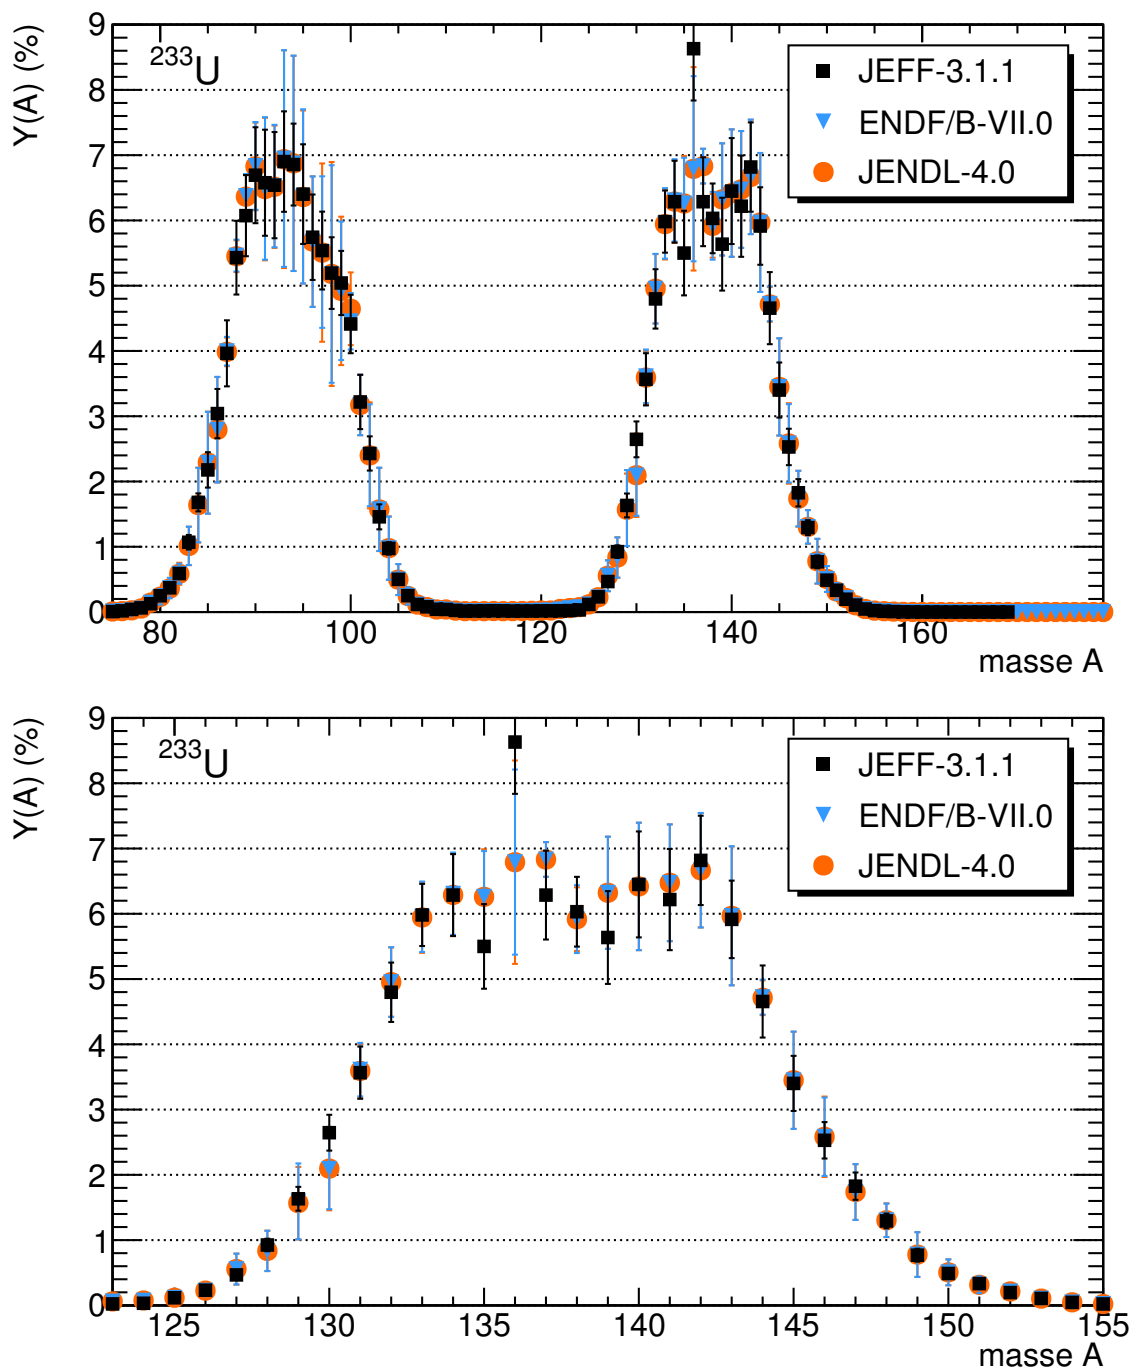 Y(A) (%)
9
8
7
6
5
4
3
2
1
0
²³³U
JEFF-3.1.1
ENDF/B-VII.0
JENDL-4.0
80 100 120 140 160
masse A
Y(A) (%)
9
8
7
6
5
4
3
2
1
0
²³³U
JEFF-3.1.1
ENDF/B-VII.0
JENDL-4.0
125 130 135 140 145 150 155
masse A